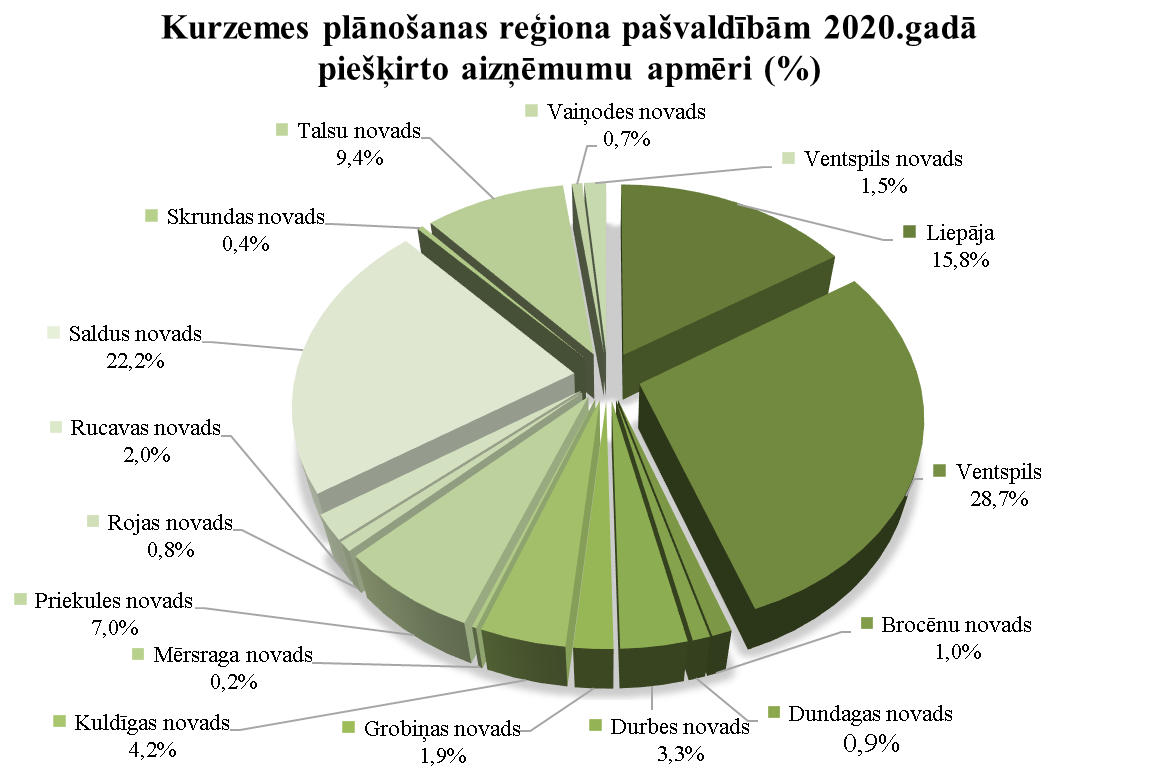 Kurzemes plānošanas reģiona pašvaldībām 2020.gadā
piešķirto aizņēmumu apmēri (%)
Vaiņodes novads
0,7%
Talsu novads
9,4%
Ventspils novads
1,5%
Skrundas novads
0,4%
Liepāja
15,8%
Saldus novads
22,2%
Rucavas novads
2,0%
Ventspils
28,7%
Rojas novads
0,8%
Priekules novads
7,0%
Brocēnu novads
1,0%
Mērsraga novads
0,2%
Kuldīgas novads
4,2%
Grobiņas novads
1,9%
Durbes novads
3,3%
Dundagas novads
0,9%